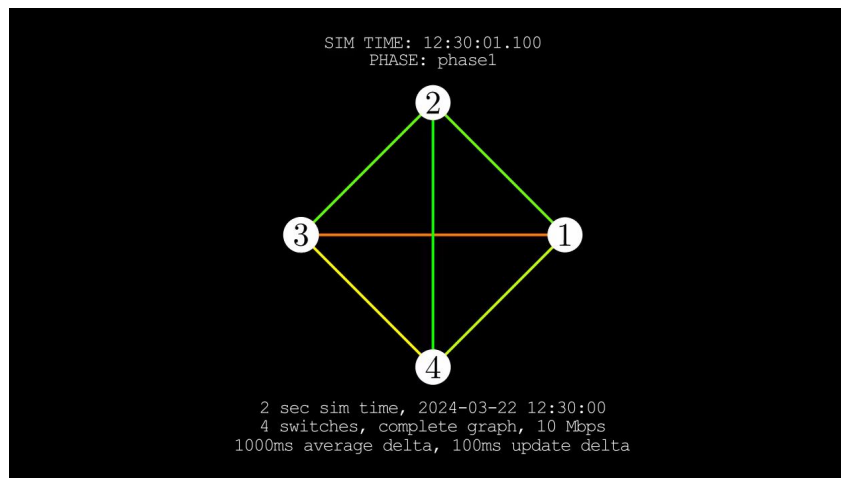 SIM TIME: 12:30:01.100
PHASE: phase1
2
3
1
4
2 sec sim time, 2024-03-22 12:30:00
4 switches, complete graph, 10 Mbps
1000ms average delta, 100ms update delta